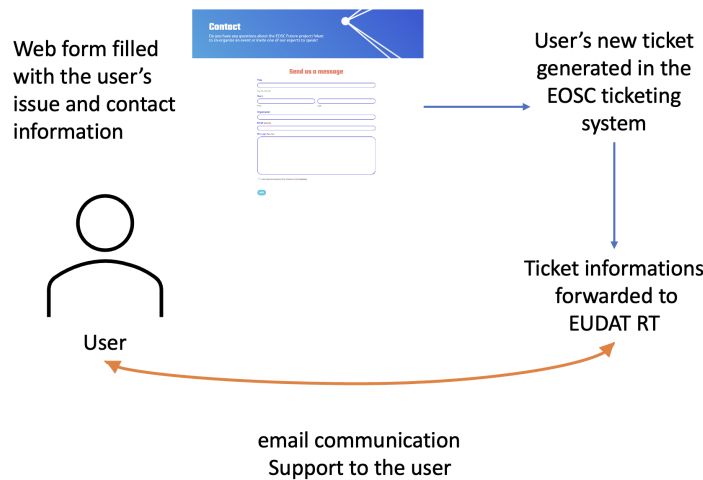 Web form filled
with the user's
issue and contact
information
Contact
Do you have questions about the EOSC Future project? Want
to co-organise an event or invite one of our experts to speak?
Send us a message
User's new ticket
generated in the
EOSC ticketing
system
Ticket informations
forwarded to
EUDAT RT
User
email communication
Support to the user